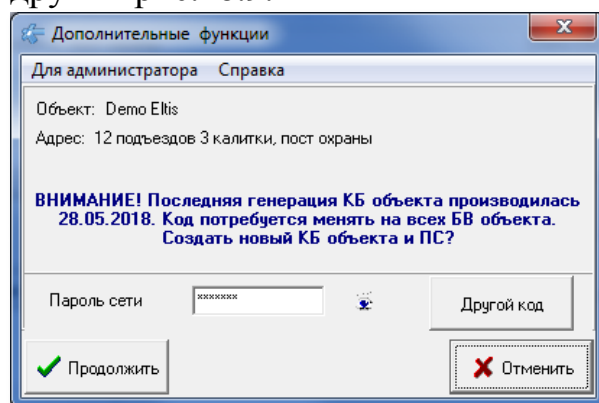 Дополнительные функции
Для администратора Справка
Объект: Demo Eltis
Адрес: 12 подъездов 3 калитки, пост охраны
ВНИМАНИЕ! Последняя генерация КБ объекта производилась
28.05.2018. Код потребуется менять на всех БВ объекта.
Создать новый КБ объекта и ПС?
Пароль сети ××××××× Другой код
Продолжить Отменить